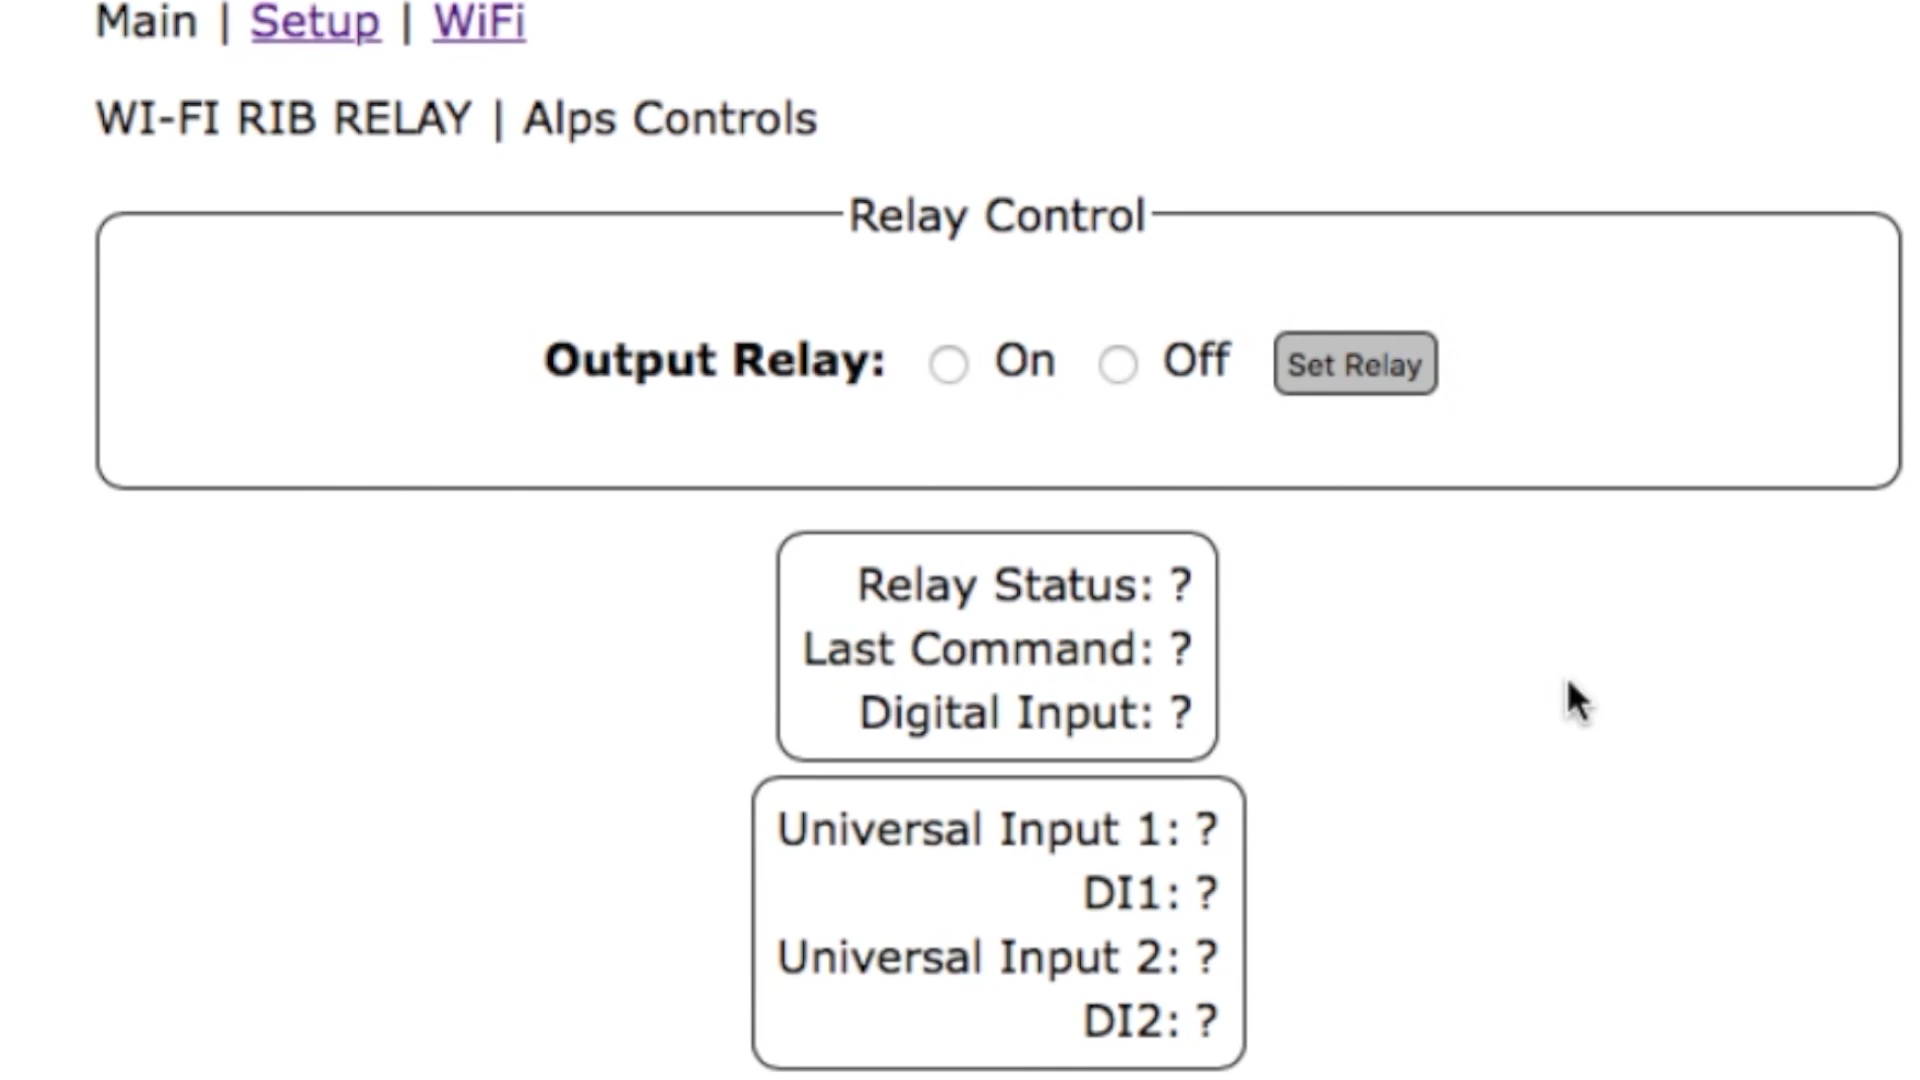 Main | Setup | WiFi
WI-FI RIB RELAY | Alps Controls
Relay Control
Output Relay: On Off Set Relay
Relay Status: ?
Last Command: ?
Digital Input: ?
Universal Input 1: ?
DI1: ?
Universal Input 2: ?
DI2: ?